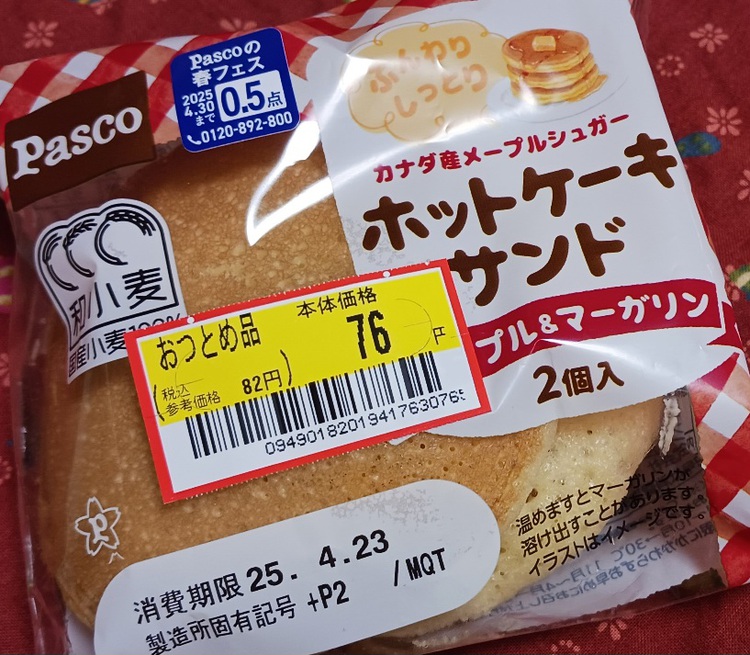 Pascoの
春フェス
2025
4.30
まで
0.5点
0120-892-800
Pasco
ふんわり
しっとり
カナダ産メープルシュガー
ホットケーキ
サンド
プル&マーガリン
2個入
和小麦
国産小麦100%
おつとめ品
本体価格
76円
(税込
参考価格 82円)
0949018201941763076
温めますとマーガリンが
溶け出すことがあります。
イラストはイメージです。
消費期限 25. 4.23
製造所固有記号 +P2 /MQT